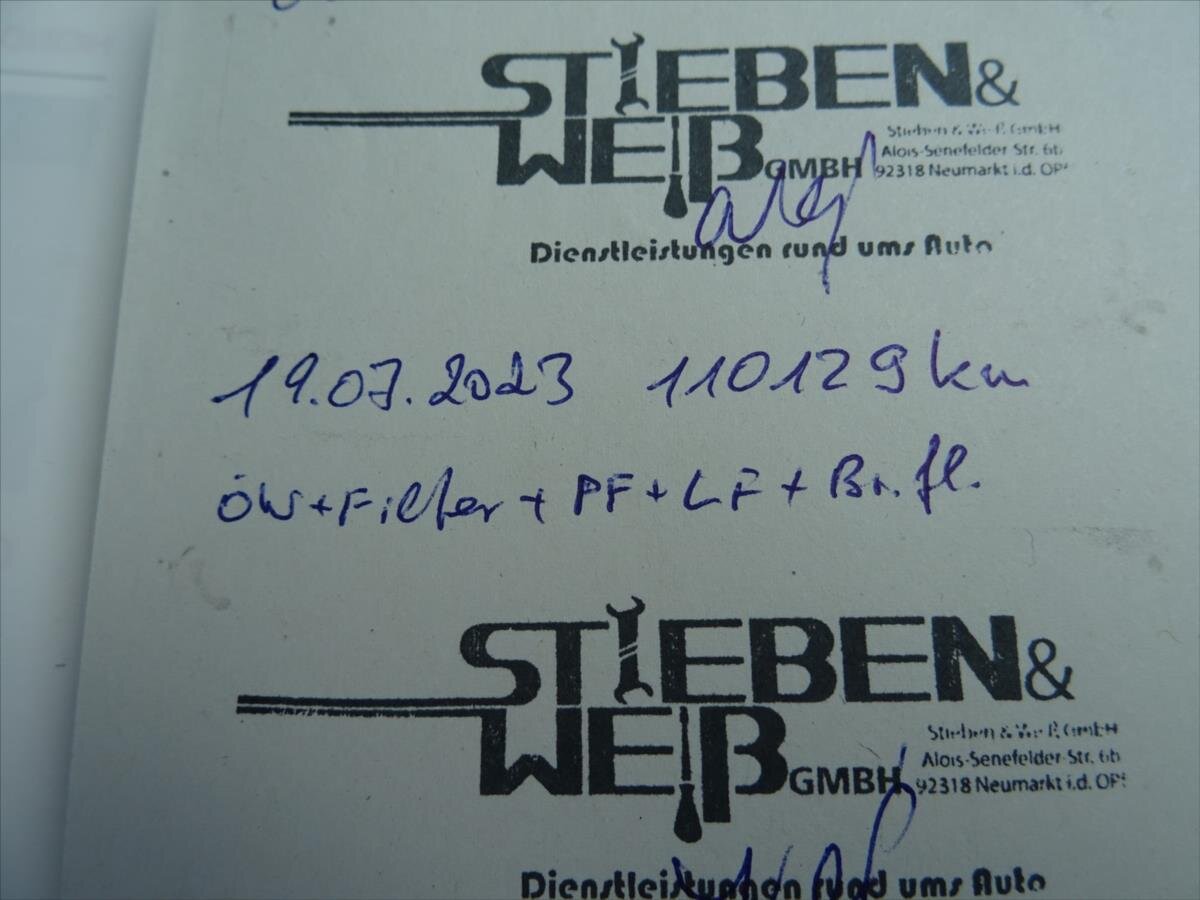 STIEBEN &
WEIß GMBH
Stieben & Weiß GmbH
Alois-Senefelder Str. 6b
92318 Neumarkt i.d. OPf
Dienstleistungen rund ums Auto
19.07.2023 110129 km
ÖW + Filter + PF + LF + Br.fl.
STIEBEN &
WEIß GMBH
Stieben & Weiß GmbH
Alois-Senefelder-Str. 6b
92318 Neumarkt i.d. OPf
Dienstleistungen rund ums Auto